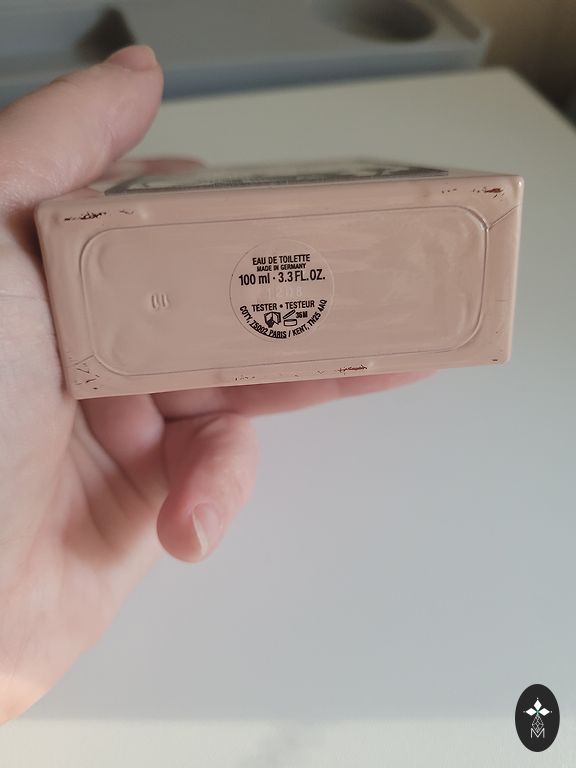 EAU DE TOILETTE
MADE IN GERMANY
100 ml · 3.3 FL.OZ.
TESTER • TESTEUR
36M
COTY, 75002 PARIS / KENT, TN25 4AQ
M